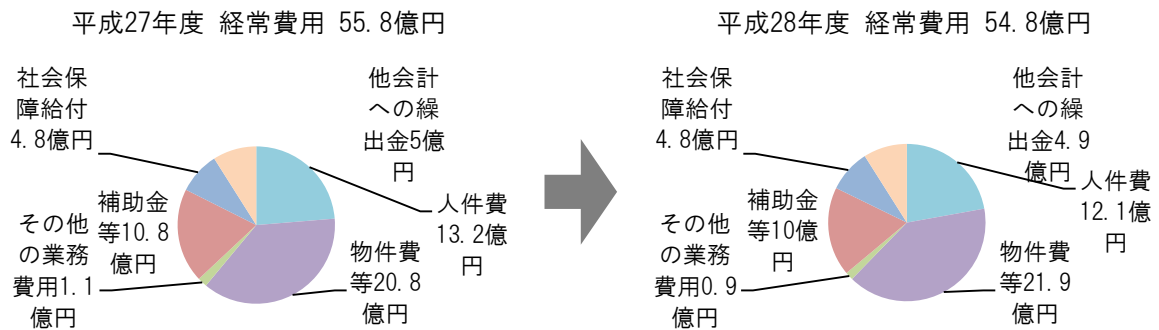 平成27年度 経常費用 55.8億円
社会保
障給付
4.8億円
他会計
への繰
出金5億
円
人件費
13.2億
円
物件費
等20.8
億円
その他
の業務
費用1.1
億円
補助金
等10.8
億円
平成28年度 経常費用 54.8億円
社会保
障給付
4.8億円
他会計
への繰
出金4.9
億円
人件費
12.1億
円
物件費
等21.9
億円
その他
の業務
費用0.9
億円
補助金
等10億
円